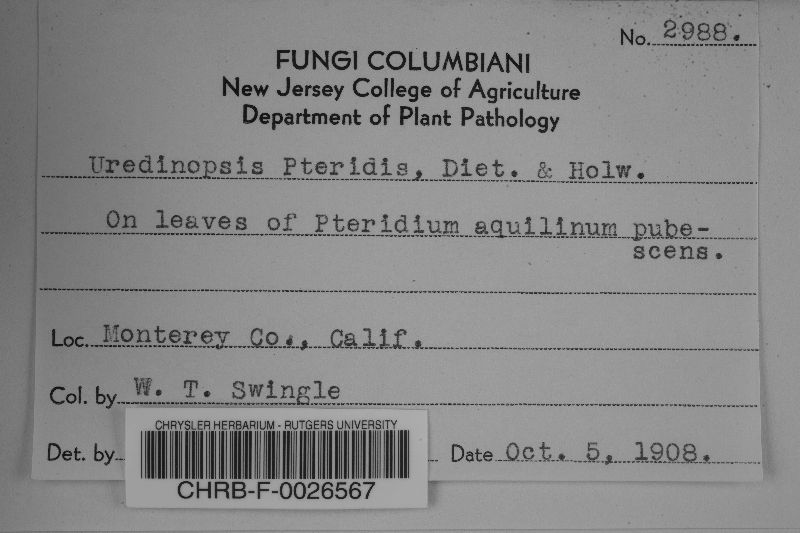 No. 2988.
FUNGI COLUMBIANI
New Jersey College of Agriculture
Department of Plant Pathology
Uredinopsis Pteridis, Diet. & Holw.
On leaves of Pteridium aquilinum pube-
scens.
Loc. Monterey Co., Calif.
Col. by W. T. Swingle
Det. by Date Oct. 5, 1908.
CHRYSLER HERBARIUM - RUTGERS UNIVERSITY
CHRB-F-0026567